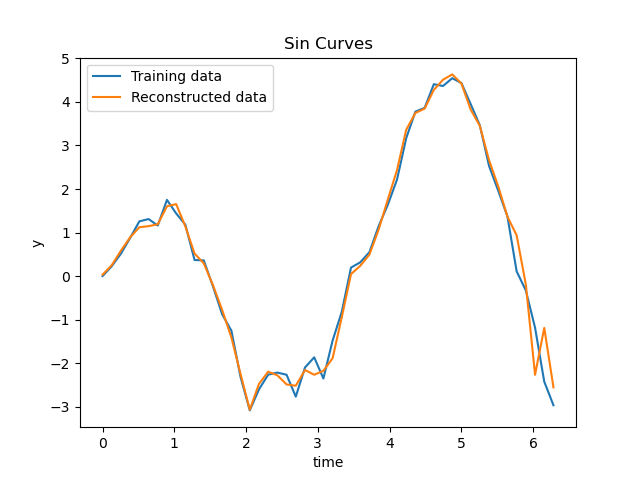 Sin Curves
Training data
Reconstructed data
5
4
3
2
1
0
−1
−2
−3
y
0 1 2 3 4 5 6
time